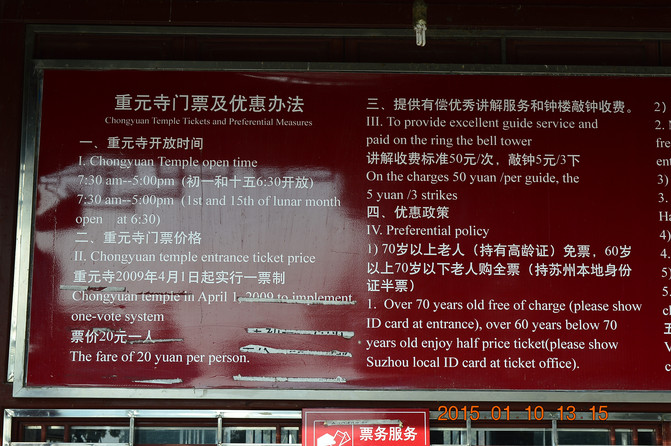 重元寺门票及优惠办法
Chongyuan Temple Tickets and Preferential Measures
一、重元寺开放时间
I. Chongyuan Temple open time
7:30 am--5:00pm (初一和十五6:30开放)
7:30 am--5:00pm (1st and 15th of lunar month
open at 6:30)
二、重元寺门票价格
II. Chongyuan temple entrance ticket price
重元寺2009年4月1日起实行一票制
Chongyuan temple in April 1, 2009 to implement
one-vote system
票价20元一人
The fare of 20 yuan per person.
三、提供有偿优秀讲解服务和钟楼敲钟收费。
III. To provide excellent guide service and
paid on the ring the bell tower
讲解收费标准50元/次，敲钟5元/3下
On the charges 50 yuan /per guide, the
5 yuan /3 strikes
四、优惠政策
IV. Preferential policy
1) 70岁以上老人（持有高龄证）免票，60岁
以上70岁以下老人购全票（持苏州本地身份
证半票）
1. Over 70 years old free of charge (please show
ID card at entrance), over 60 years below 70
years old enjoy half price ticket(please show
Suzhou local ID card at ticket office).
2)
2.
fre
ent
3)
3.
Ha
4)
4.
5)
5.
五
票务服务
2015 01 10 13 15